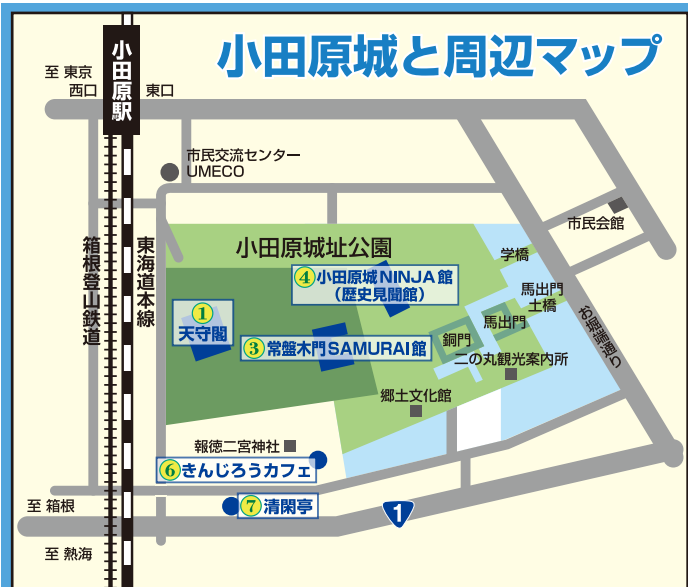 小田原城と周辺マップ
至 東京
西口
小田原駅
東口
市民交流センター
UMECO
市民会館
小田原城址公園
学橋
④小田原城NINJA館
（歴史見聞館）
馬出門
土橋
箱根登山鉄道
東海道本線
①
天守閣
馬出門
お堀端通り
銅門
③常盤木門SAMURAI館
二の丸観光案内所
郷土文化館
報徳二宮神社
⑥きんじろうカフェ
至 箱根
⑦清閑亭
1
至 熱海